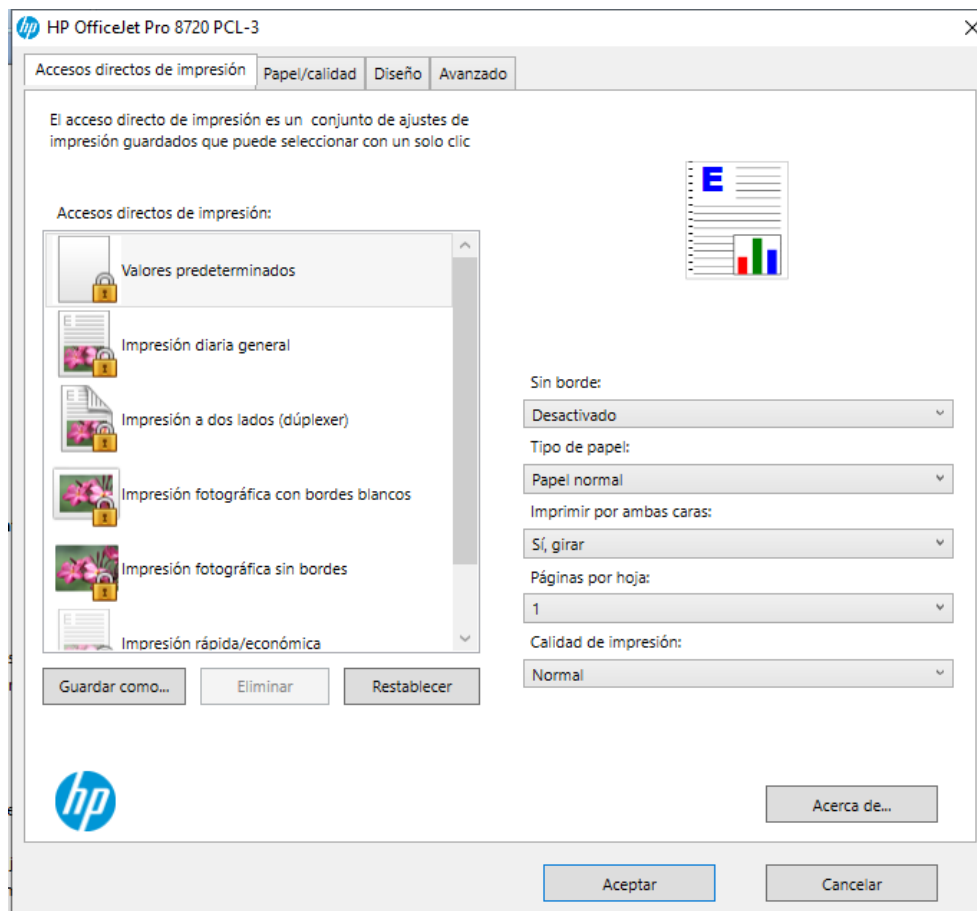 HP OfficeJet Pro 8720 PCL-3
Accesos directos de impresión
Papel/calidad
Diseño
Avanzado
El acceso directo de impresión es un conjunto de ajustes de
impresión guardados que puede seleccionar con un solo clic
Accesos directos de impresión:
Valores predeterminados
Impresión diaria general
Impresión a dos lados (dúplexer)
Impresión fotográfica con bordes blancos
Impresión fotográfica sin bordes
Impresión rápida/económica
Guardar como...
Eliminar
Restablecer
E
Sin borde:
Desactivado
Tipo de papel:
Papel normal
Imprimir por ambas caras:
Sí, girar
Páginas por hoja:
1
Calidad de impresión:
Normal
hp
Acerca de...
Aceptar
Cancelar